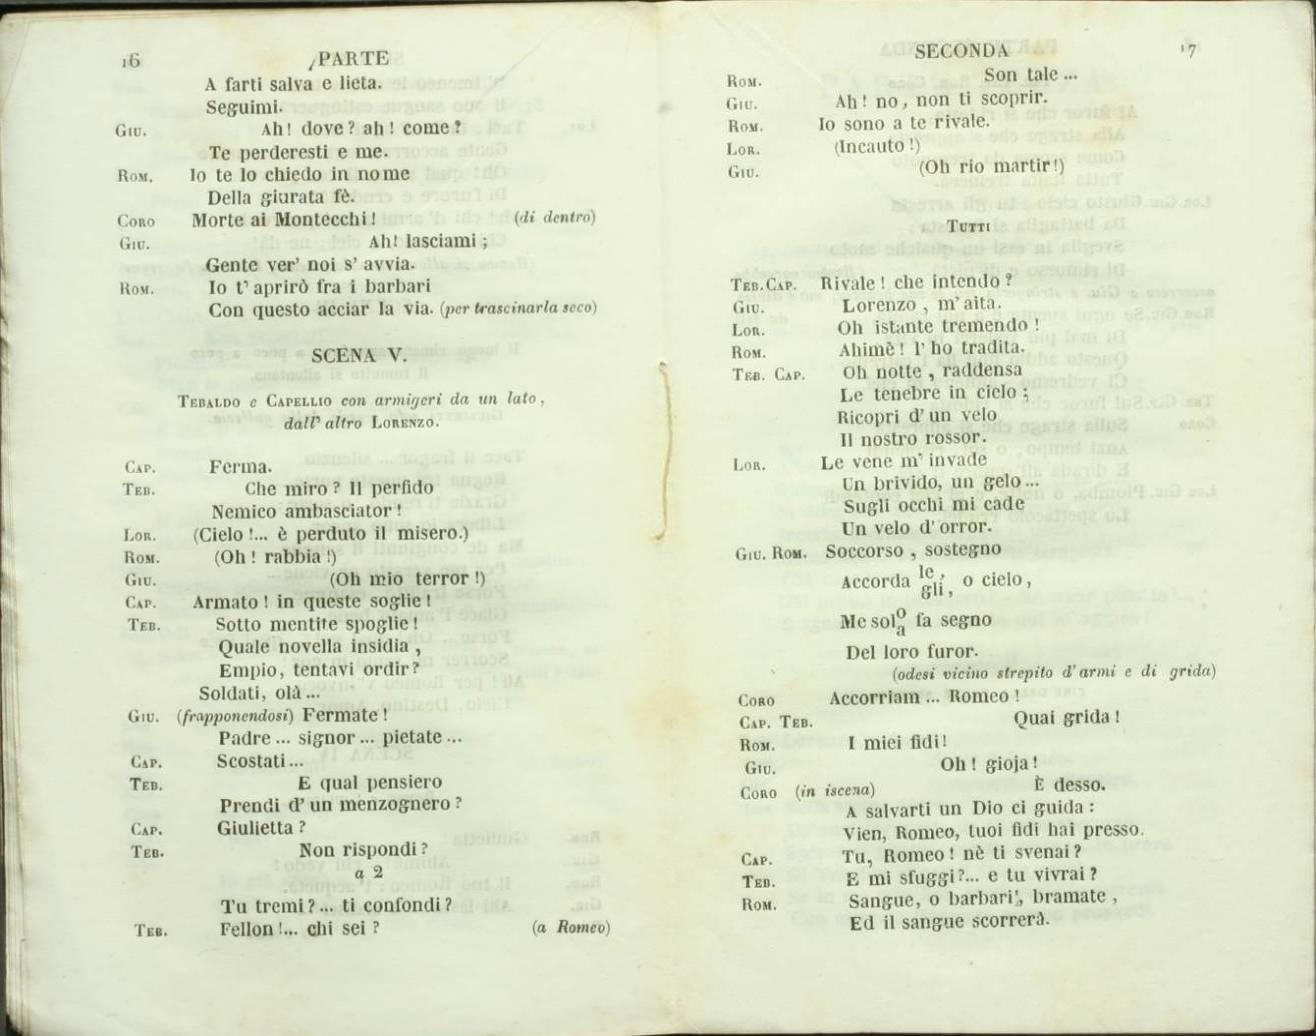 16 PARTE
A farti salva e lieta.
Seguimi.
GIU. Ah! dove? ah! come?
Te perderesti e me.
ROM. Io te lo chiedo in nome
Della giurata fè.
CORO Morte ai Montecchi! (di dentro)
GIU. Ah! lasciami;
Gente ver' noi s' avvia.
ROM. Io t' aprirò fra i barbari
Con questo acciar la via. (per trascinarla seco)
SCENA V.
TEBALDO e CAPELLIO con armigeri da un lato,
dall' altro LORENZO.
CAP. Ferma.
TEB. Che miro? Il perfido
Nemico ambasciator!
LOR. (Cielo!... è perduto il misero.)
ROM. (Oh! rabbia!)
GIU. (Oh mio terror!)
CAP. Armato! in queste soglie!
TEB. Sotto mentite spoglie!
Quale novella insidia,
Empio, tentavi ordir?
Soldati, olà...
GIU. (frapponendosi) Fermate!
Padre... signor... pietate...
CAP. Scostati...
TEB. E qual pensiero
Prendi d' un menzognero?
CAP. Giulietta?
TEB. Non rispondi?
a 2
Tu tremi?... ti confondi?
TEB. Fellon!... chi sei? (a Romeo)
SECONDA 17
ROM. Son tale...
GIU. Ah! no, non ti scoprir.
ROM. Io sono a te rivale.
LOR. (Incauto!)
GIU. (Oh rio martir!)
TUTTI
TEB. CAP. Rivale! che intendo?
GIU. Lorenzo, m' aita.
LOR. Oh istante tremendo!
ROM. Ahimè! l' ho tradita.
TEB. CAP. Oh notte, raddensa
Le tenebre in cielo;
Ricopri d' un velo
Il nostro rossor.
LOR. Le vene m' invade
Un brivido, un gelo...
Sugli occhi mi cade
Un velo d' orror.
GIU. ROM. Soccorso, sostegno
Accorda le, gli, o cielo,
Me solo a fa segno
Del loro furor.
(odesi vicino strepito d' armi e di grida)
CORO Accorriam... Romeo!
CAP. TEB. Quai grida!
ROM. I miei fidi!
GIU. Oh! gioja!
CORO (in iscena) È desso.
A salvarti un Dio ci guida:
Vien, Romeo, tuoi fidi hai presso.
CAP. Tu, Romeo! nè ti svenai?
TEB. E mi sfuggi?... e tu vivrai?
ROM. Sangue, o barbari, bramate,
Ed il sangue scorrerà.